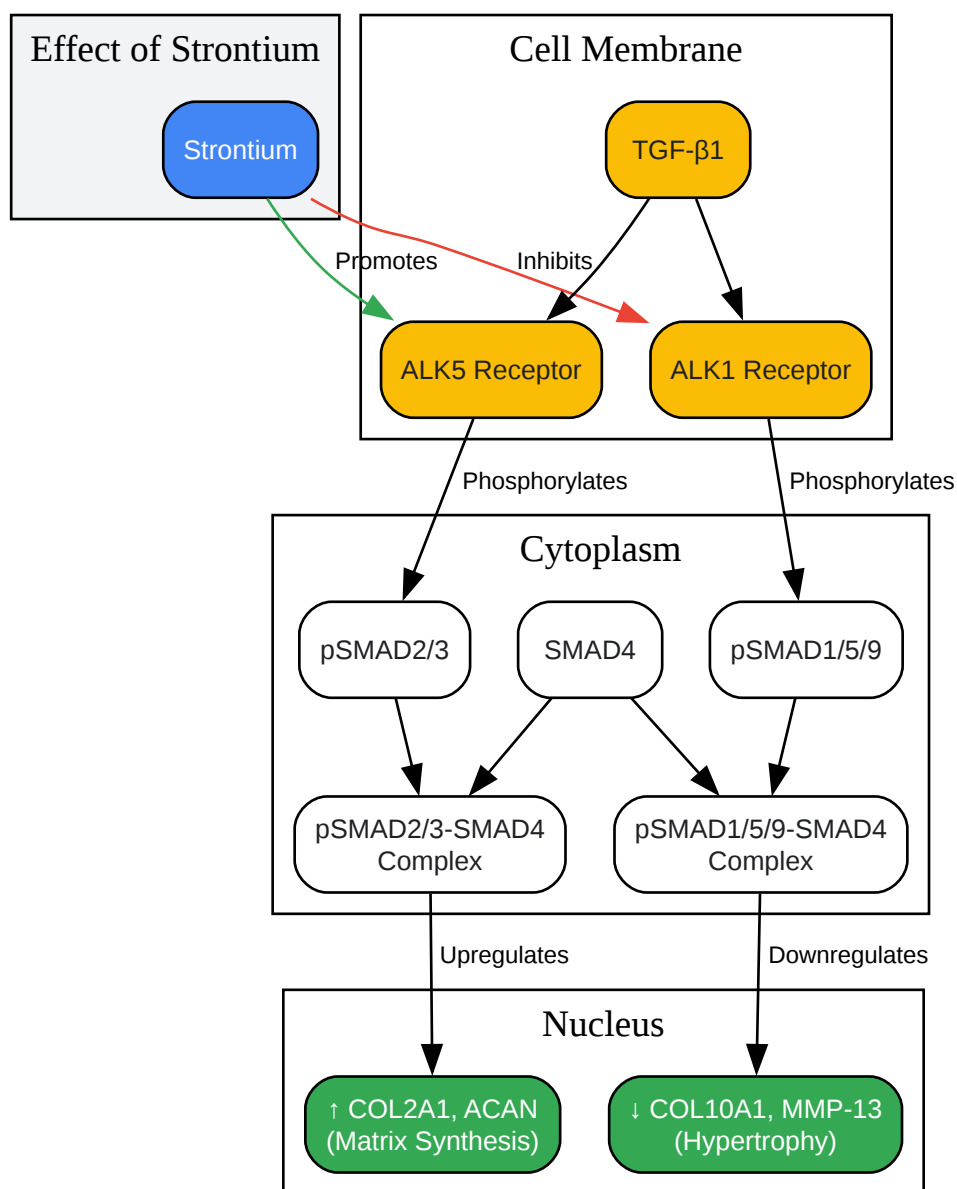 Effect of Strontium
Cell Membrane
Strontium
TGF-β1
Promotes
Inhibits
ALK5 Receptor
ALK1 Receptor
Phosphorylates
Phosphorylates
Cytoplasm
pSMAD2/3
SMAD4
pSMAD1/5/9
pSMAD2/3-SMAD4
Complex
pSMAD1/5/9-SMAD4
Complex
Upregulates
Downregulates
Nucleus
↑ COL2A1, ACAN
(Matrix Synthesis)
↓ COL10A1, MMP-13
(Hypertrophy)